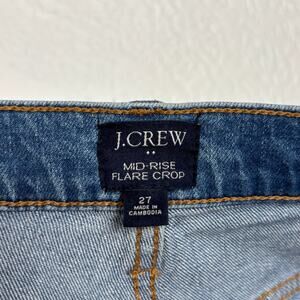 J.CREW
MID-RISE
FLARE CROP
27
MADE IN
CAMBODIA